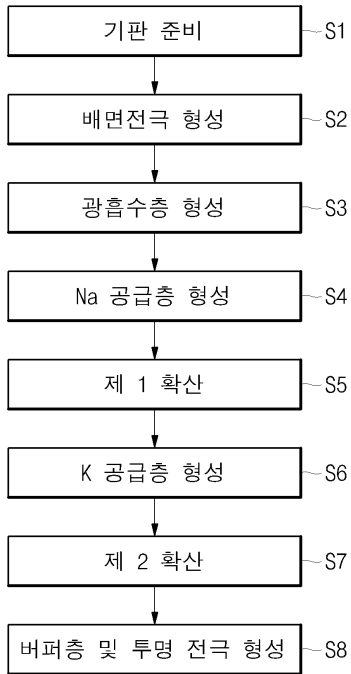 기판 준비 S1
배면전극 형성 S2
광흡수층 형성 S3
Na 공급층 형성 S4
제 1 확산 S5
K 공급층 형성 S6
제 2 확산 S7
버퍼층 및 투명 전극 형성 S8